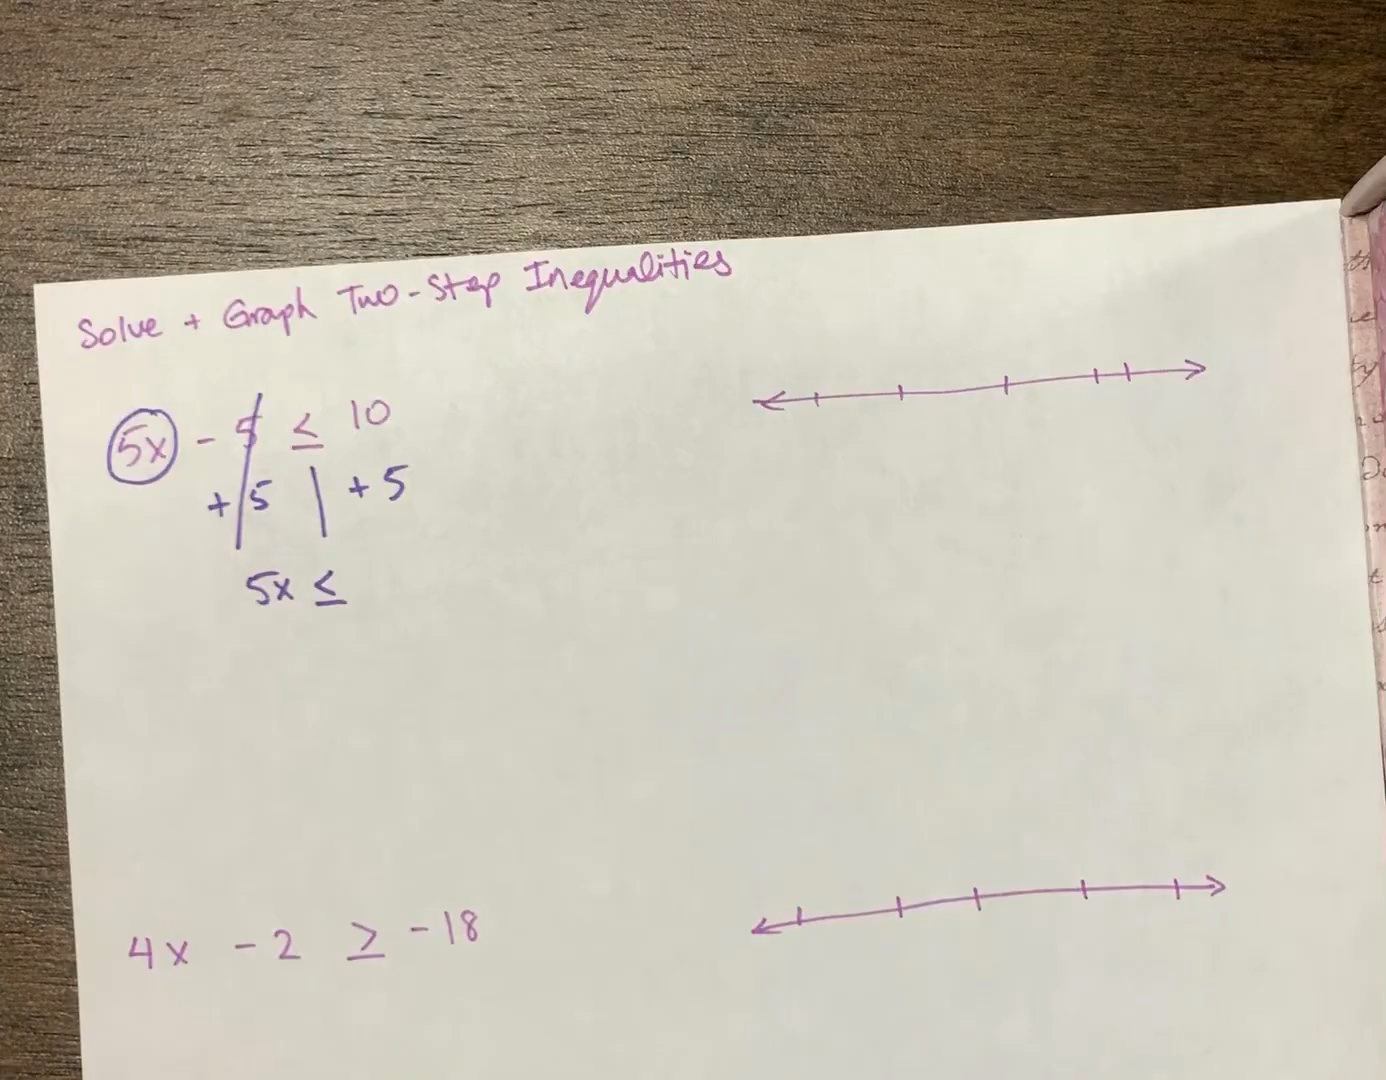 Solve + Graph Two-Step Inequalities
5x - 5 ≤ 10
+ 5 | + 5
5x ≤
4x - 2 ≥ -18